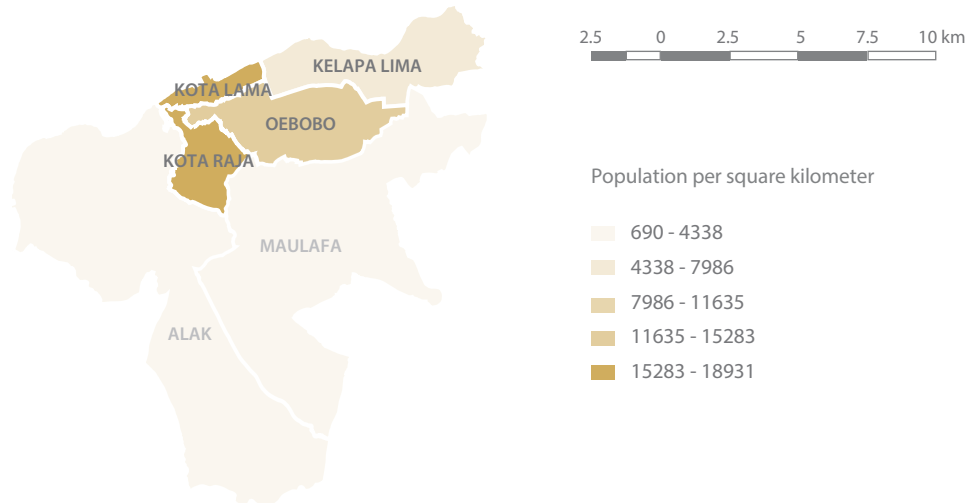 KELAPA LIMA
KOTA LAMA
OEBOBO
KOTA RAJA
MAULAFA
ALAK
2.5 0 2.5 5 7.5 10 km
Population per square kilometer
690 - 4338
4338 - 7986
7986 - 11635
11635 - 15283
15283 - 18931